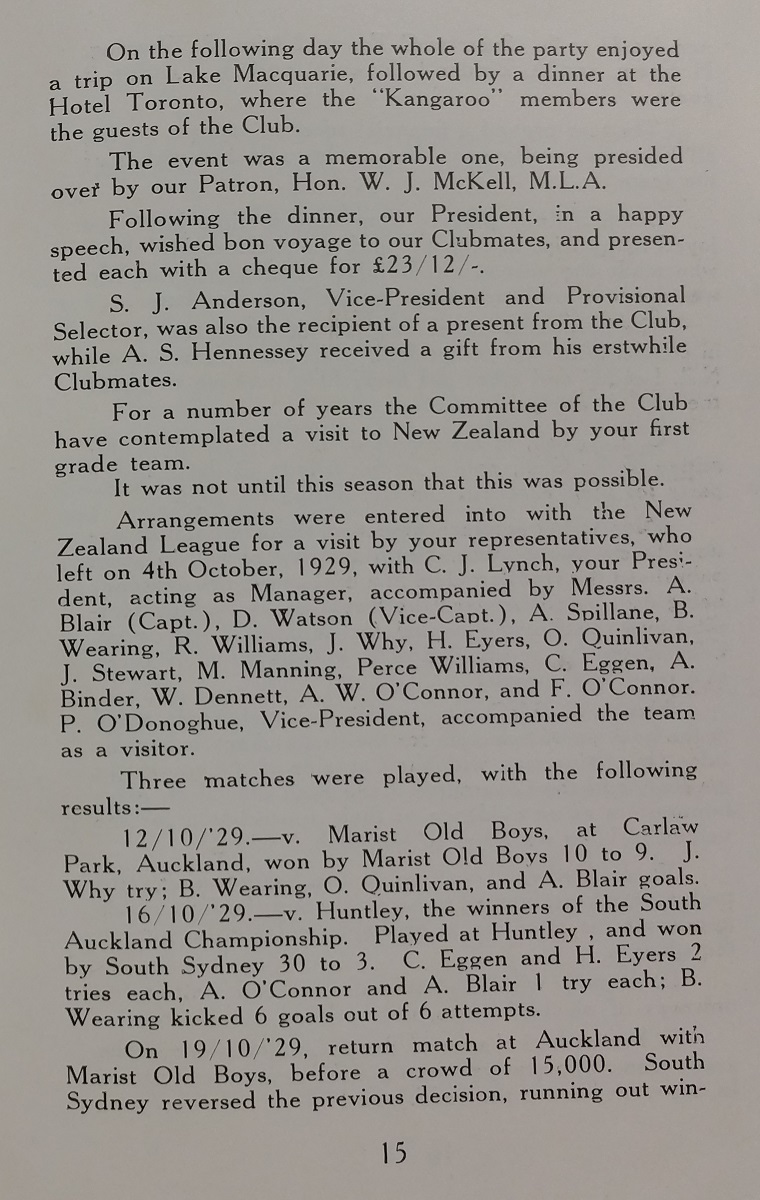 On the following day the whole of the party enjoyed
a trip on Lake Macquarie, followed by a dinner at the
Hotel Toronto, where the "Kangaroo" members were
the guests of the Club.
The event was a memorable one, being presided
over by our Patron, Hon. W. J. McKell, M.L.A.
Following the dinner, our President, in a happy
speech, wished bon voyage to our Clubmates, and presen-
ted each with a cheque for £23/12/-.
S. J. Anderson, Vice-President and Provisional
Selector, was also the recipient of a present from the Club,
while A. S. Hennessey received a gift from his erstwhile
Clubmates.
For a number of years the Committee of the Club
have contemplated a visit to New Zealand by your first
grade team.
It was not until this season that this was possible.
Arrangements were entered into with the New
Zealand League for a visit by your representatives, who
left on 4th October, 1929, with C. J. Lynch, your Presi-
dent, acting as Manager, accompanied by Messrs. A.
Blair (Capt.), D. Watson (Vice-Capt.), A. Spillane, B.
Wearing, R. Williams, J. Why, H. Eyers, O. Quinlivan,
J. Stewart, M. Manning, Perce Williams, C. Eggen, A.
Binder, W. Dennett, A. W. O'Connor, and F. O'Connor.
P. O'Donoghue, Vice-President, accompanied the team
as a visitor.
Three matches were played, with the following
results:—
12/10/'29.—v. Marist Old Boys, at Carlaw
Park, Auckland, won by Marist Old Boys 10 to 9. J.
Why try; B. Wearing, O. Quinlivan, and A. Blair goals.
16/10/'29.—v. Huntley, the winners of the South
Auckland Championship. Played at Huntley , and won
by South Sydney 30 to 3. C. Eggen and H. Eyers 2
tries each, A. O'Connor and A. Blair 1 try each; B.
Wearing kicked 6 goals out of 6 attempts.
On 19/10/'29, return match at Auckland with
Marist Old Boys, before a crowd of 15,000. South
Sydney reversed the previous decision, running out win-
15